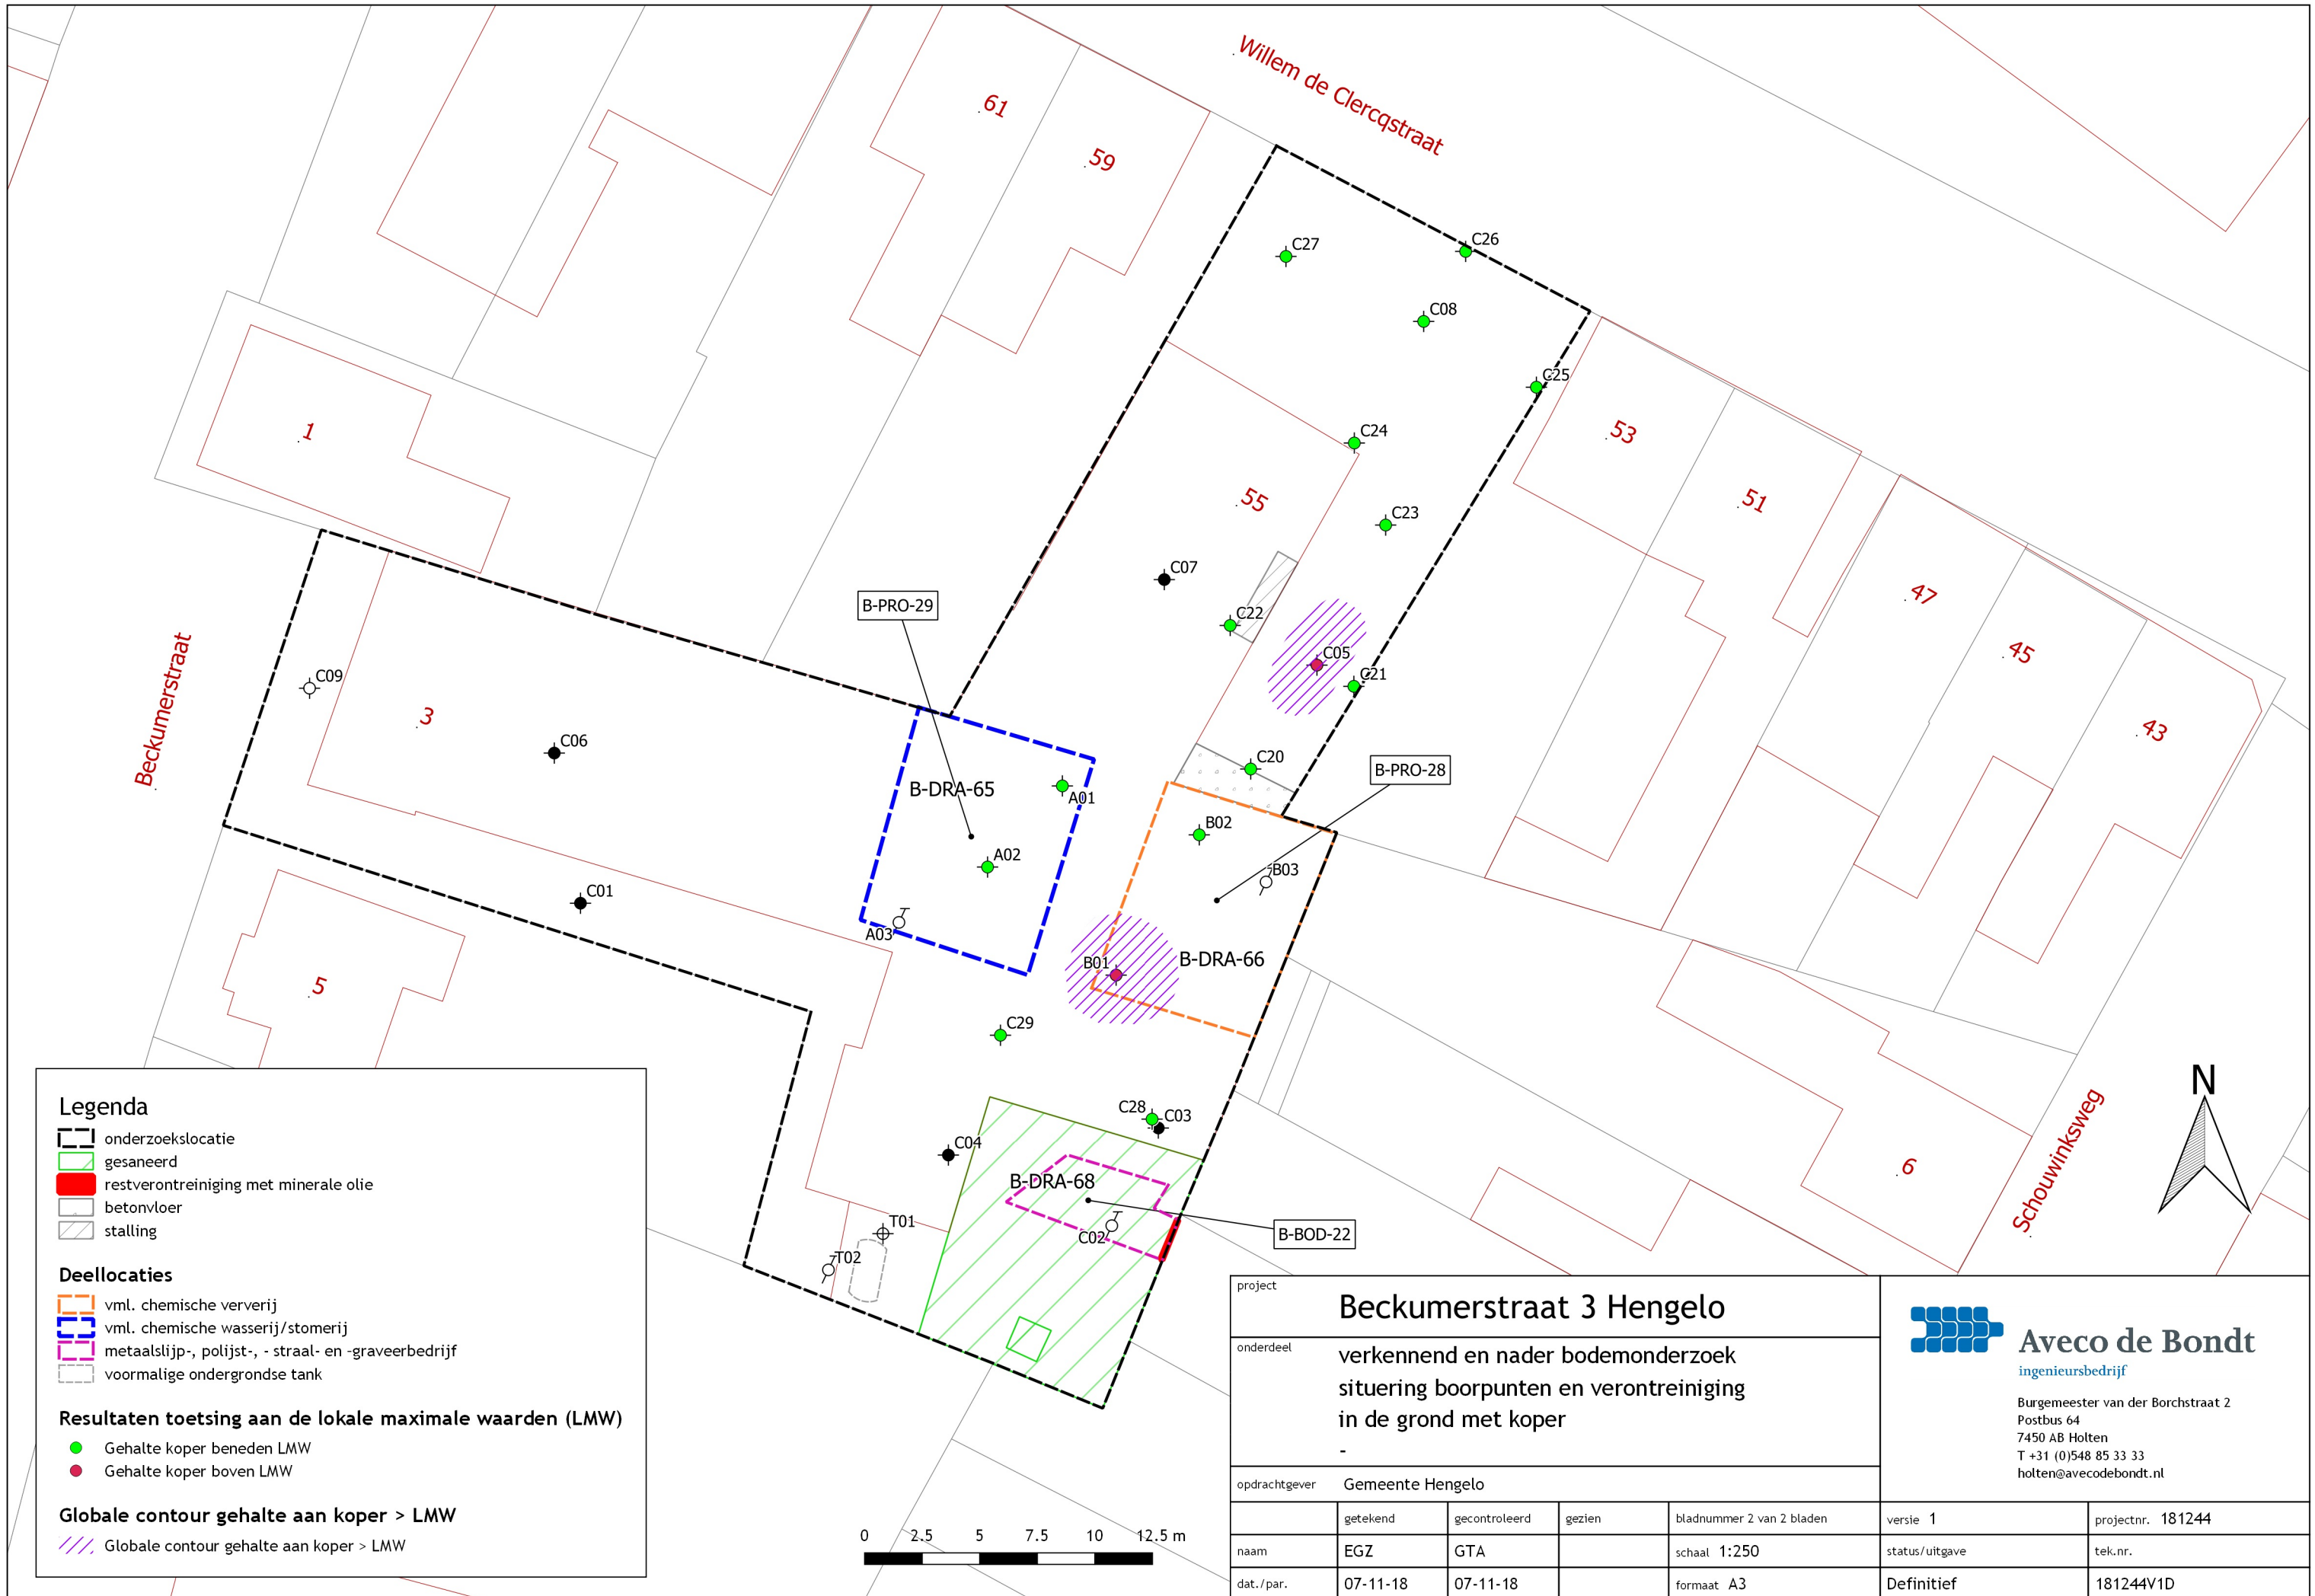 Willem de Clercqstraat
61
59
C27
C26
C08
C25
C24
53
51
55
C23
1
C07
B-PRO-29
C22
47
45
C05
C21
43
C09
3
Beckumerstraat
C06
C20
B-PRO-28
B-DRA-65
A01
B02
A02
B03
C01
A03
B01
B-DRA-66
5
C29
C28
C03
C04
B-DRA-68
C02
B-BOD-22
T01
T02
6
Schouwinksweg
N
Legenda
onderzoekslocatie
gesaneerd
restverontreiniging met minerale olie
betonvloer
stalling
Deellocaties
vml. chemische ververij
vml. chemische wasserij/stomerij
metaalslijp-, polijst-, - straal- en -graveerbedrijf
voormalige ondergrondse tank
Resultaten toetsing aan de lokale maximale waarden (LMW)
Gehalte koper beneden LMW
Gehalte koper boven LMW
Globale contour gehalte aan koper > LMW
Globale contour gehalte aan koper > LMW
0 2.5 5 7.5 10 12.5 m
project
Beckumerstraat 3 Hengelo
onderdeel
verkennend en nader bodemonderzoek
situering boorpunten en verontreiniging
in de grond met koper
-
opdrachtgever Gemeente Hengelo
Aveco de Bondt
ingenieursbedrijf
Burgemeester van der Borchstraat 2
Postbus 64
7450 AB Holten
T +31 (0)548 85 33 33
holten@avecodebondt.nl
getekend gecontroleerd gezien bladnummer 2 van 2 bladen versie 1 projectnr. 181244
naam EGZ GTA schaal 1:250 status/uitgave tek.nr.
dat./par. 07-11-18 07-11-18 formaat A3 Definitief 181244V1D